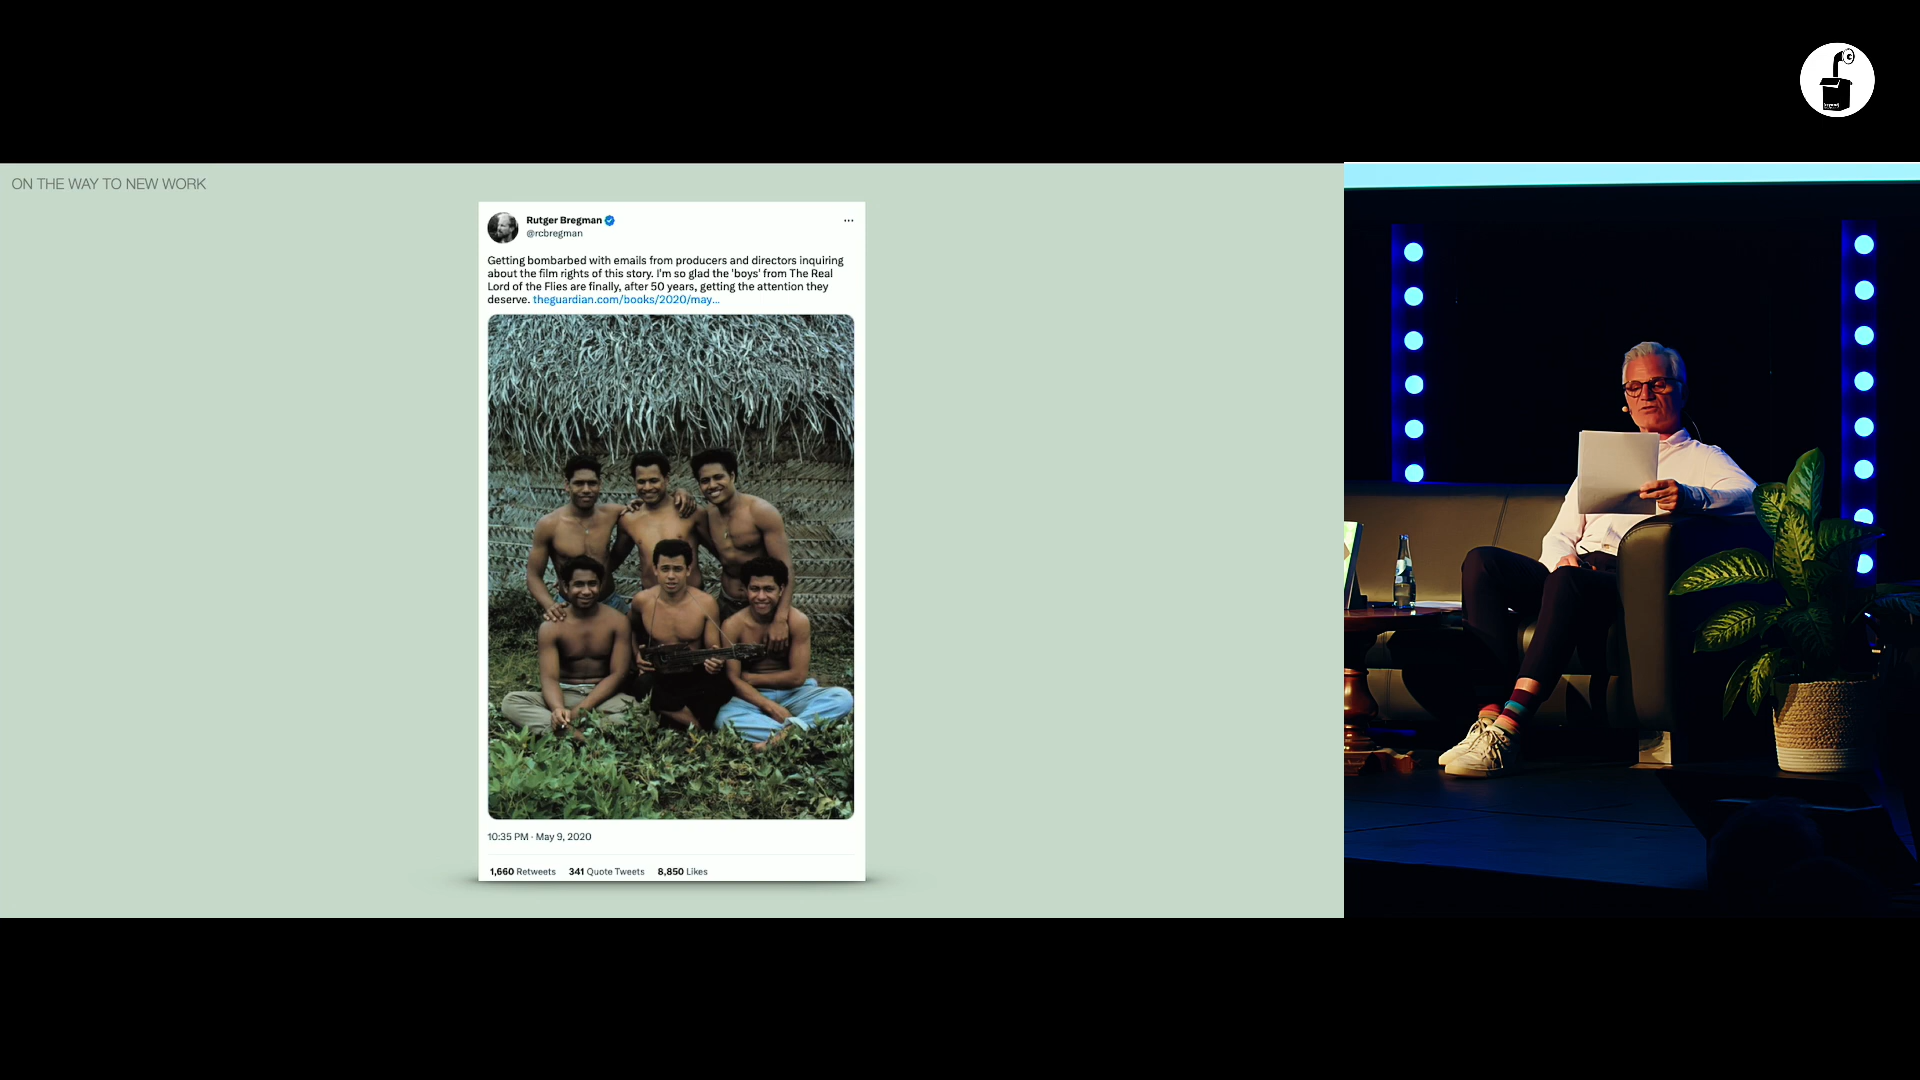 ON THE WAY TO NEW WORK
Rutger Bregman
@rcbregman
Getting bombarbed with emails from producers and directors inquiring
about the film rights of this story. I'm so glad the 'boys' from The Real
Lord of the Flies are finally, after 50 years, getting the attention they
deserve. theguardian.com/books/2020/may...
10:35 PM · May 9, 2020
1,660 Retweets 341 Quote Tweets 8,850 Likes